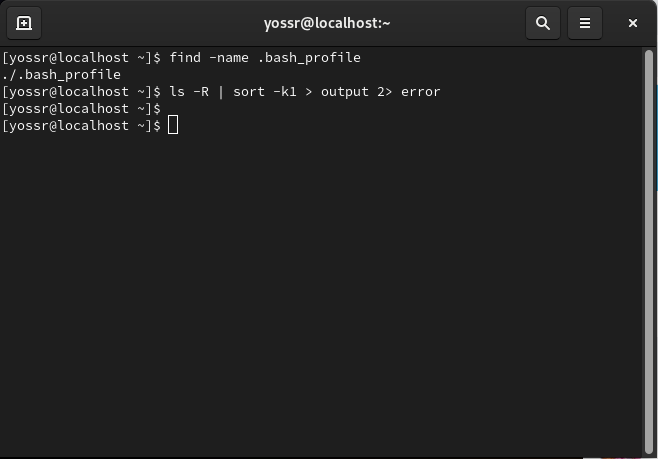 yossr@localhost:~
[yossr@localhost ~]$ find -name .bash_profile
./.bash_profile
[yossr@localhost ~]$ ls -R | sort -k1 > output 2> error
[yossr@localhost ~]$
[yossr@localhost ~]$